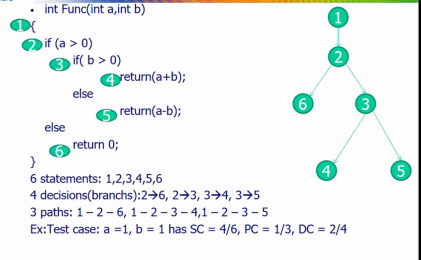 • int Func(int a,int b)
1 {
2 if (a > 0)
3 if( b > 0)
4 return(a+b);
else
5 return(a-b);
else
6 return 0;
}
6 statements: 1,2,3,4,5,6
4 decisions(branchs):2→6, 2→3, 3→4, 3→5
3 paths: 1 – 2 – 6, 1 – 2 – 3 – 4,1 – 2 – 3 – 5
Ex:Test case: a =1, b = 1 has SC = 4/6, PC = 1/3, DC = 2/4
1
2
6 3
4 5